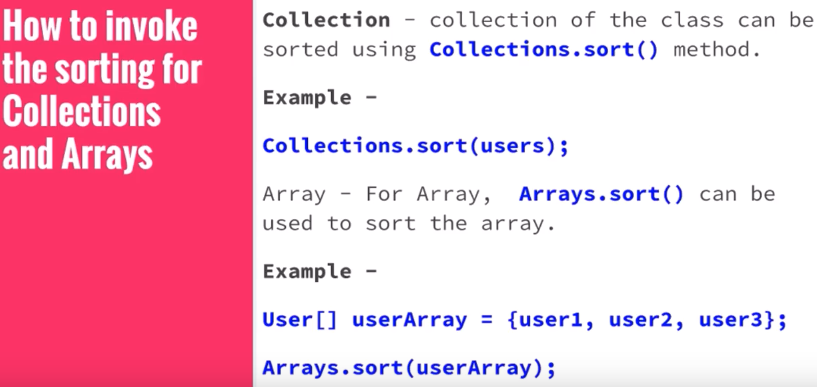 How to invoke
the sorting for
Collections
and Arrays
Collection – collection of the class can be
sorted using Collections.sort() method.
Example –
Collections.sort(users);
Array – For Array, Arrays.sort() can be
used to sort the array.
Example –
User[] userArray = {user1, user2, user3};
Arrays.sort(userArray);